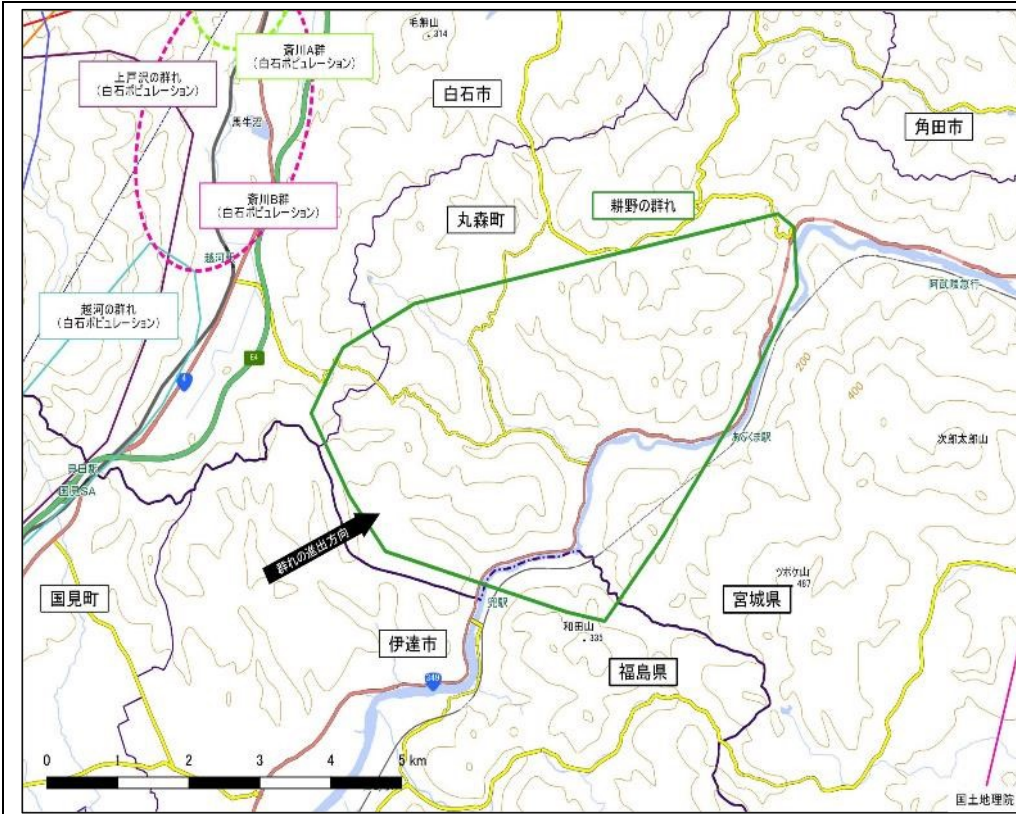 毛無山
314
斎川A群
(白石ポピュレーション)
上戸沢の群れ
(白石ポピュレーション)
白石市
馬牛沼
角田市
斎川B群
(白石ポピュレーション)
耕野の群れ
丸森町
越河駅
阿武隈急行
越河の群れ
(白石ポピュレーション)
E4
4
200
400
あぶくま駅
次郎太郎山
貝田駅
国見SA
群れの進出方向
国見町
兜駅
ツボケ山
467
宮城県
和田山
335
伊達市
福島県
349
0 1 2 3 4 5 km
国土地理院